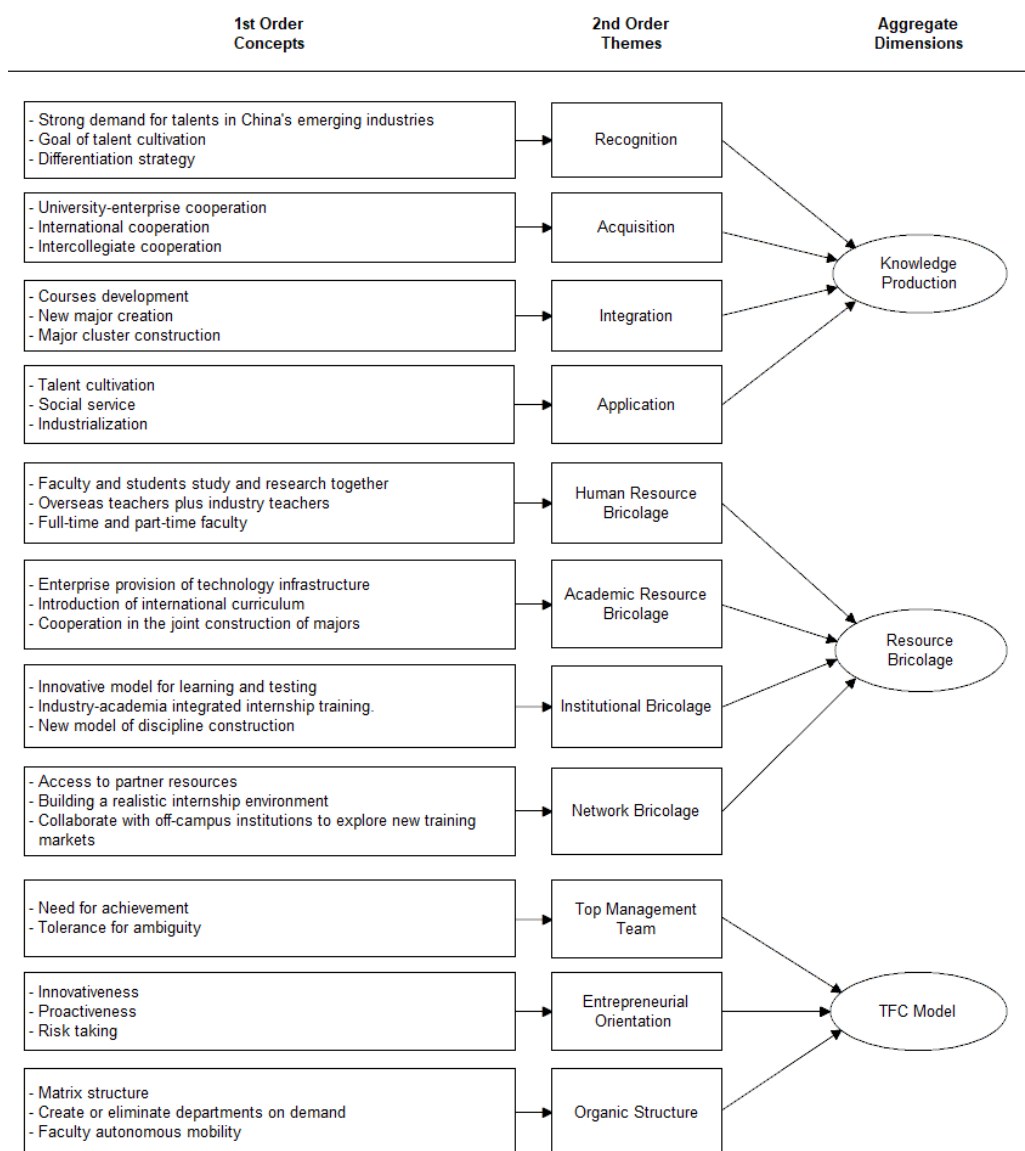 1st Order
Concepts
2nd Order
Themes
Aggregate
Dimensions
- Strong demand for talents in China's emerging industries
- Goal of talent cultivation
- Differentiation strategy
Recognition
- University-enterprise cooperation
- International cooperation
- Intercollegiate cooperation
Acquisition
Knowledge
Production
- Courses development
- New major creation
- Major cluster construction
Integration
- Talent cultivation
- Social service
- Industrialization
Application
- Faculty and students study and research together
- Overseas teachers plus industry teachers
- Full-time and part-time faculty
Human Resource
Bricolage
- Enterprise provision of technology infrastructure
- Introduction of international curriculum
- Cooperation in the joint construction of majors
Academic Resource
Bricolage
Resource
Bricolage
- Innovative model for learning and testing
- Industry-academia integrated internship training.
- New model of discipline construction
Institutional Bricolage
- Access to partner resources
- Building a realistic internship environment
- Collaborate with off-campus institutions to explore new training
markets
Network Bricolage
- Need for achievement
- Tolerance for ambiguity
Top Management
Team
- Innovativeness
- Proactiveness
- Risk taking
Entrepreneurial
Orientation
TFC Model
- Matrix structure
- Create or eliminate departments on demand
- Faculty autonomous mobility
Organic Structure